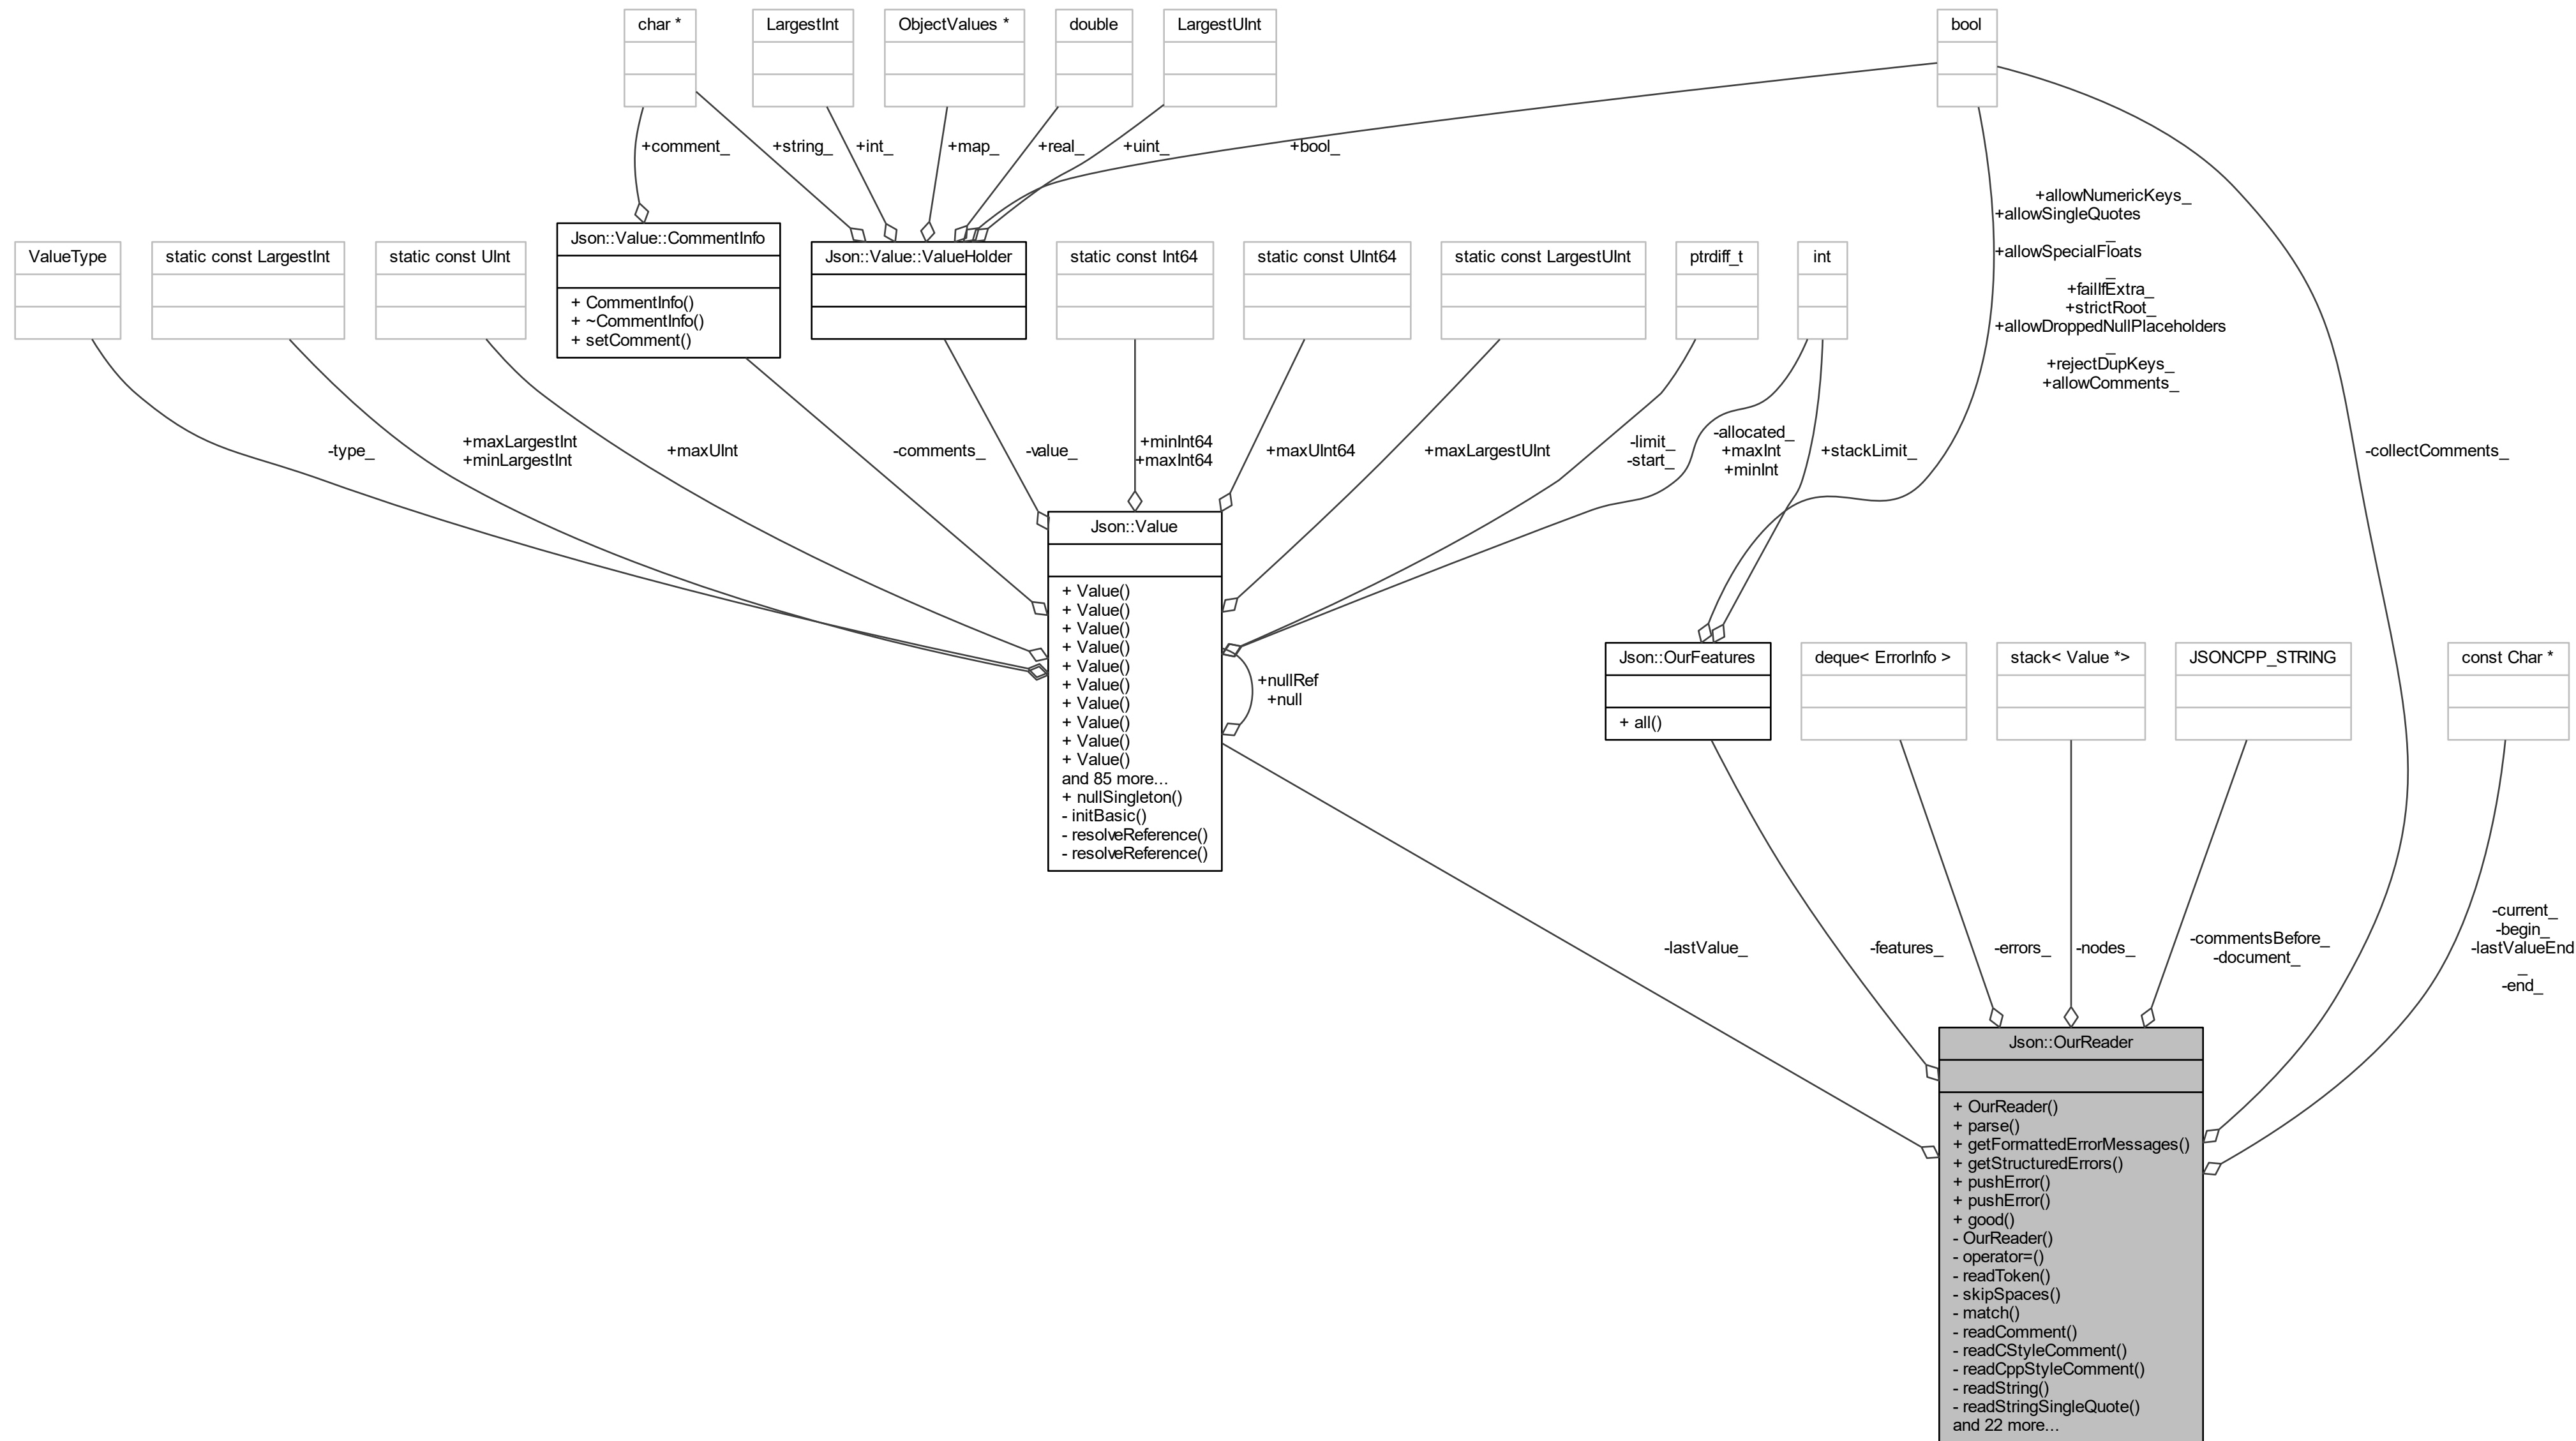 char *
LargestInt
ObjectValues *
double
LargestUInt
bool
+comment_
+string_
+int_
+map_
+real_
+uint_
+bool_
+allowNumericKeys_
+allowSingleQuotes
_
+allowSpecialFloats
_
+failIfExtra_
+strictRoot_
+allowDroppedNullPlaceholders
_
+rejectDupKeys_
+allowComments_
ValueType
static const LargestInt
static const UInt
Json::Value::CommentInfo
+ CommentInfo()
+ ~CommentInfo()
+ setComment()
Json::Value::ValueHolder
static const Int64
static const UInt64
static const LargestUInt
ptrdiff_t
int
-type_
+maxLargestInt
+minLargestInt
+maxUInt
-comments_
-value_
+minInt64
+maxInt64
+maxUInt64
+maxLargestUInt
-limit_
-start_
-allocated_
+maxInt
+minInt
+stackLimit_
-collectComments_
Json::Value
+ Value()
+ Value()
+ Value()
+ Value()
+ Value()
+ Value()
+ Value()
+ Value()
+ Value()
+ Value()
and 85 more...
+ nullSingleton()
- initBasic()
- resolveReference()
- resolveReference()
+nullRef
+null
Json::OurFeatures
+ all()
deque< ErrorInfo >
stack< Value *>
JSONCPP_STRING
const Char *
-lastValue_
-features_
-errors_
-nodes_
-commentsBefore_
-document_
-current_
-begin_
-lastValueEnd
_
-end_
Json::OurReader
+ OurReader()
+ parse()
+ getFormattedErrorMessages()
+ getStructuredErrors()
+ pushError()
+ pushError()
+ good()
- OurReader()
- operator=()
- readToken()
- skipSpaces()
- match()
- readComment()
- readCStyleComment()
- readCppStyleComment()
- readString()
- readStringSingleQuote()
and 22 more...